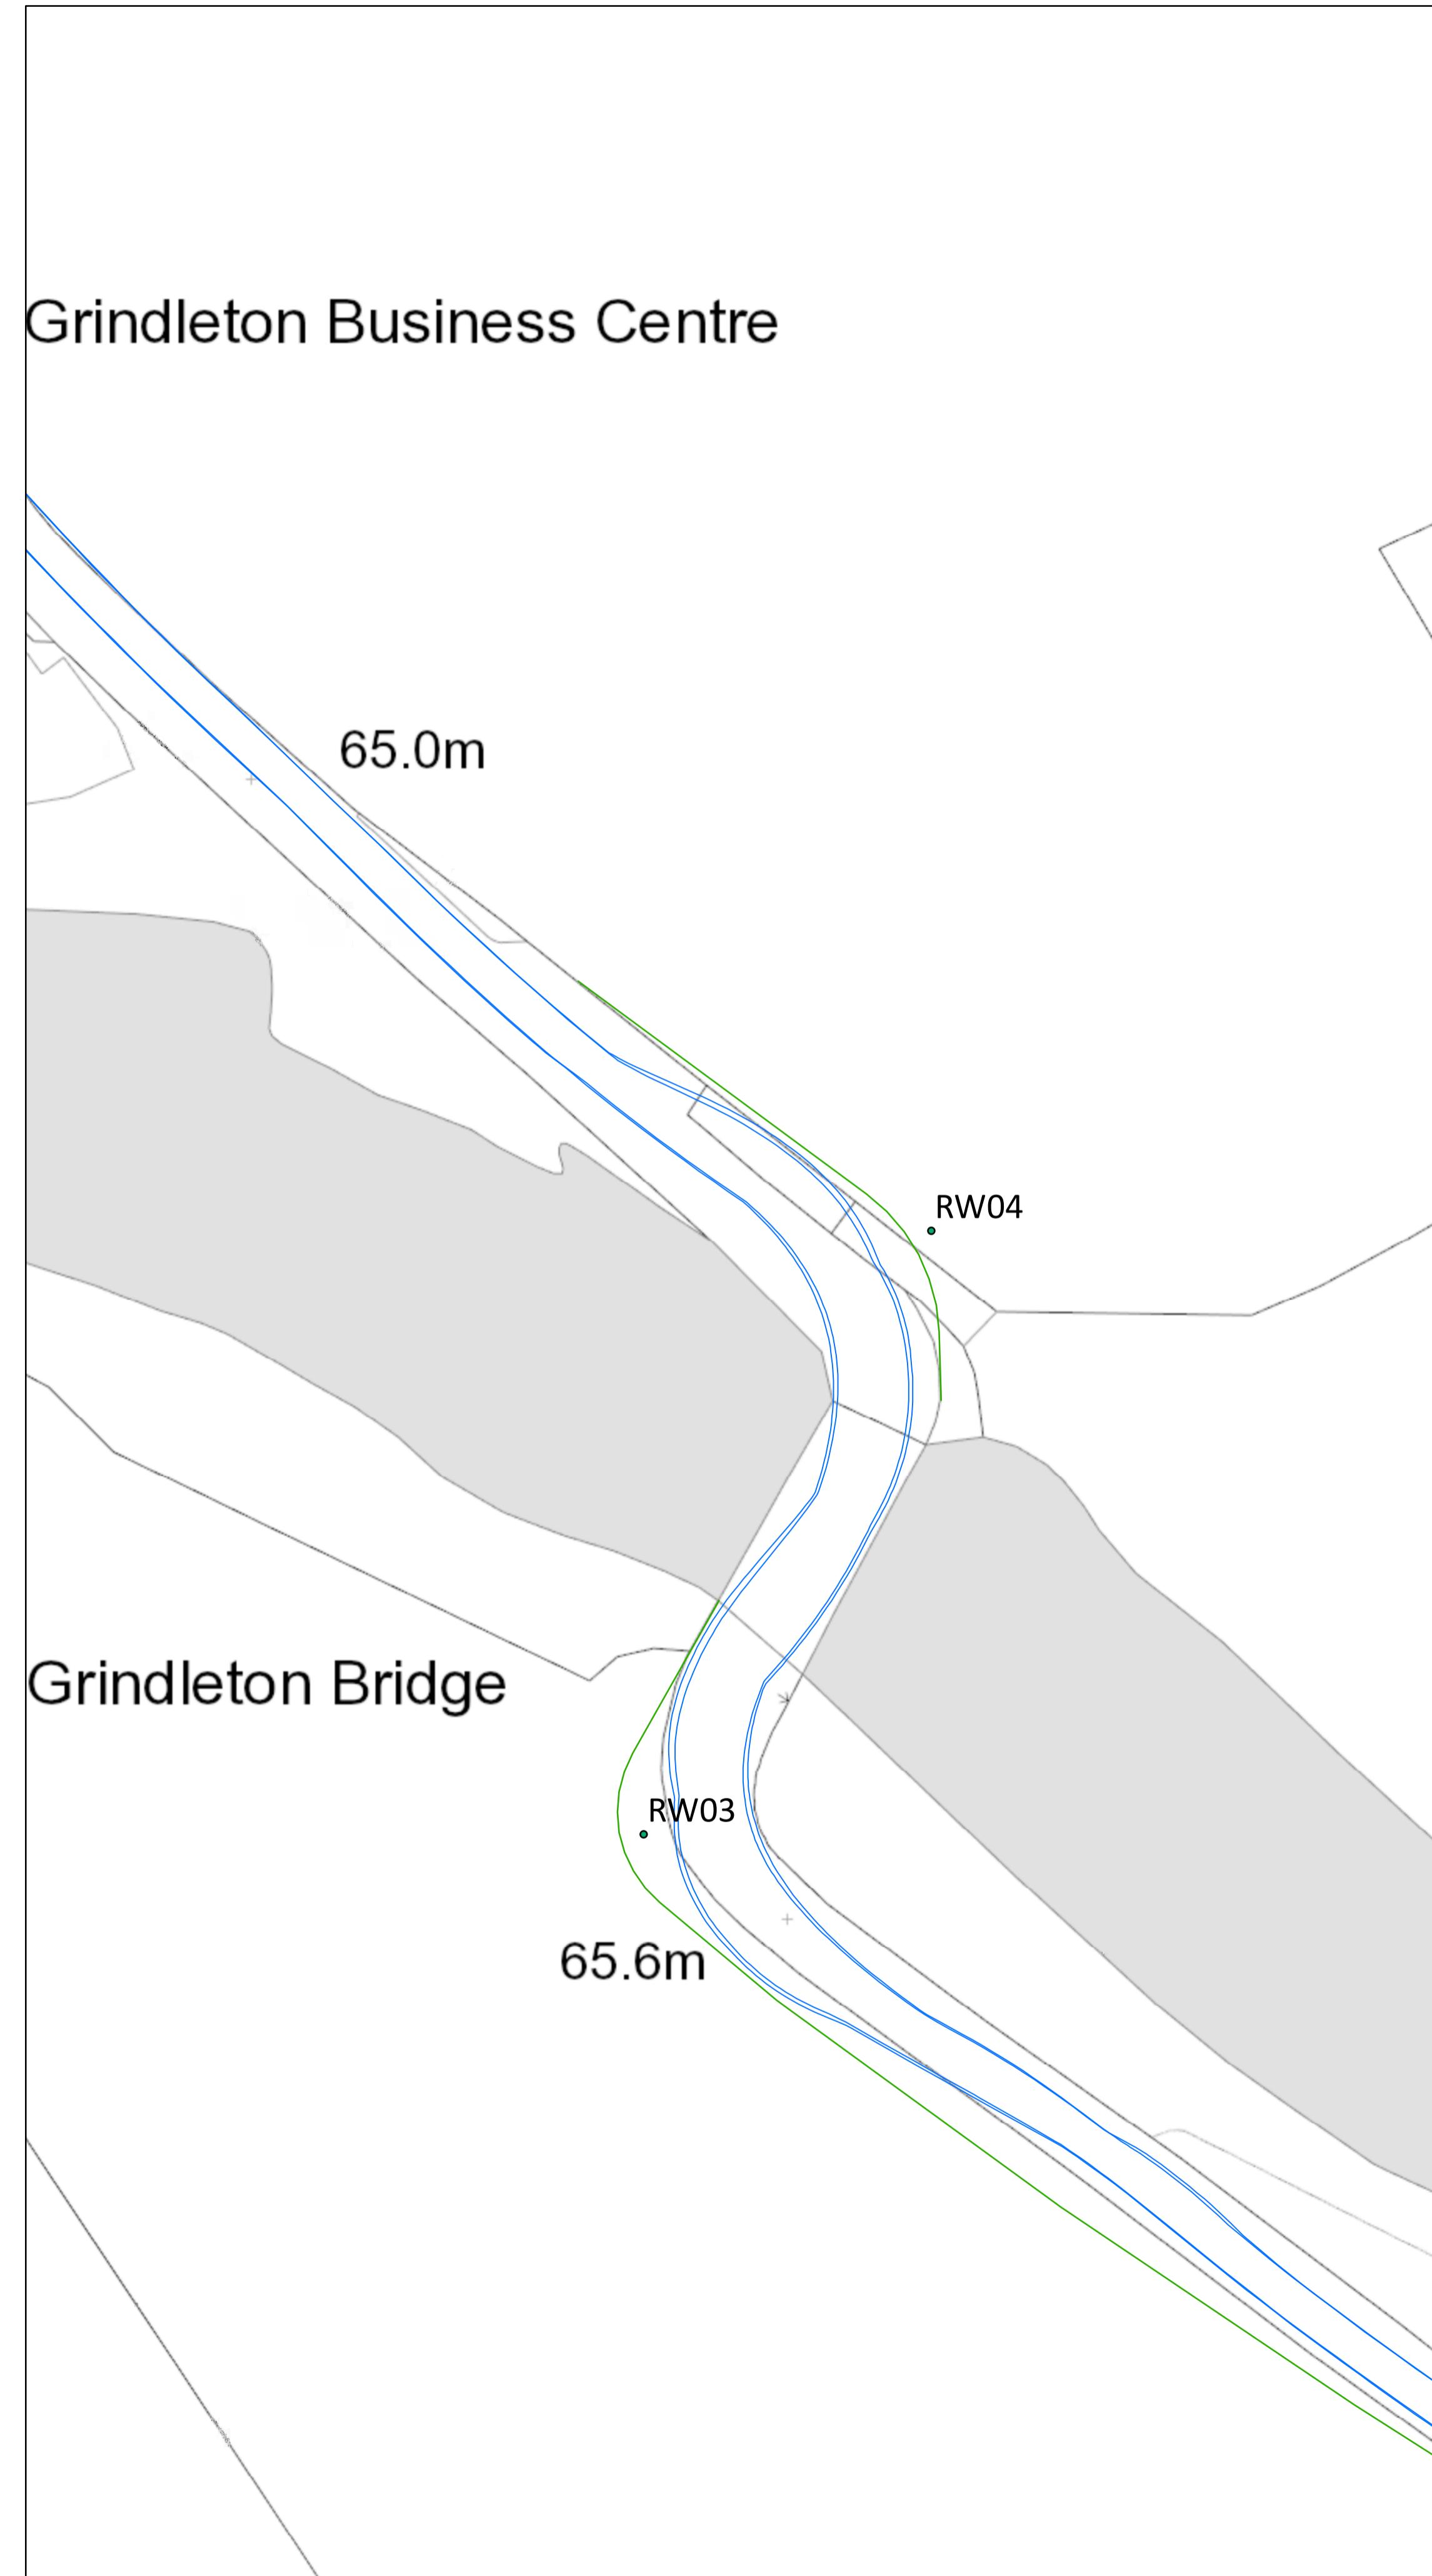 Grindleton Business Centre
65.0m
RW04
Grindleton Bridge
RW03
65.6m